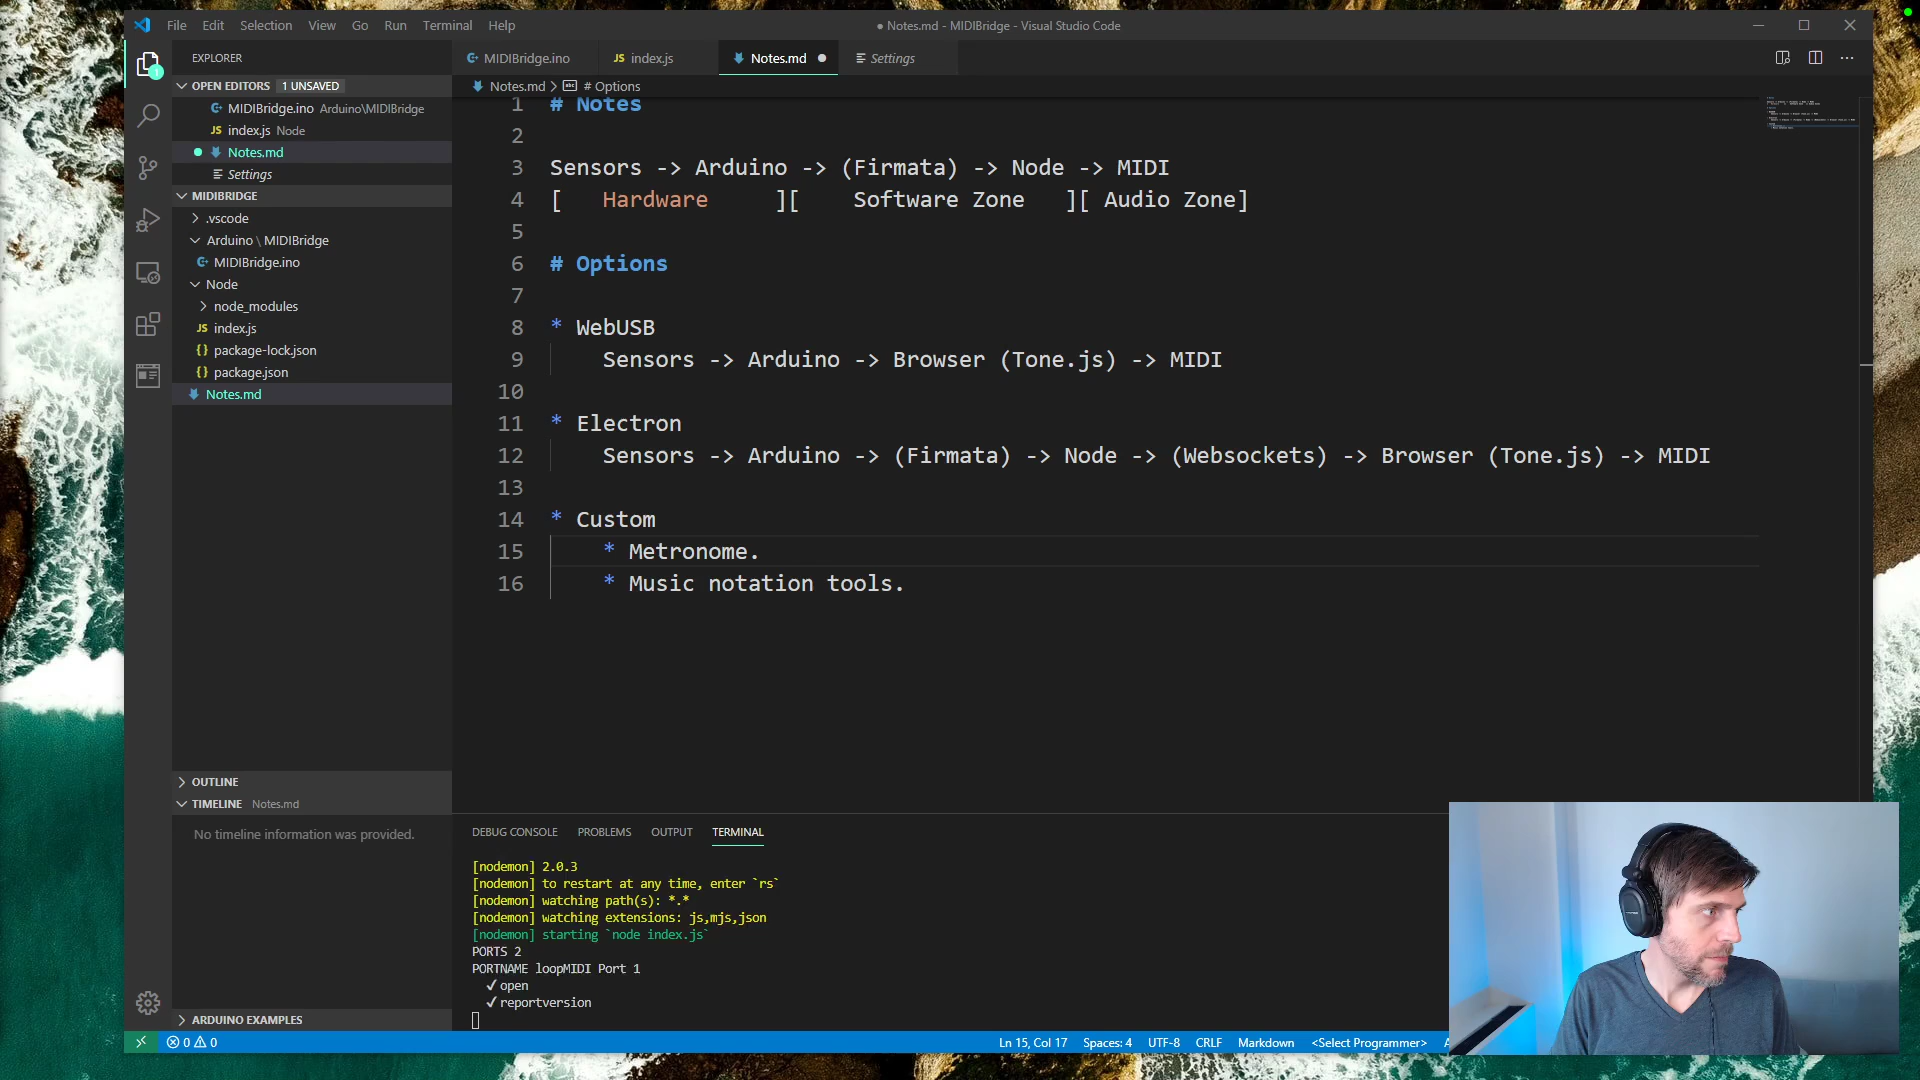 File Edit Selection View Go Run Terminal Help
● Notes.md - MIDIBridge - Visual Studio Code
EXPLORER
OPEN EDITORS 1 UNSAVED
MIDIBridge.ino Arduino\MIDIBridge
JS index.js Node
Notes.md
Settings
MIDIBRIDGE
.vscode
Arduino \ MIDIBridge
MIDIBridge.ino
Node
node_modules
JS index.js
{} package-lock.json
{} package.json
Notes.md
OUTLINE
TIMELINE Notes.md
No timeline information was provided.
ARDUINO EXAMPLES
MIDIBridge.ino JS index.js Notes.md Settings
Notes.md > # Options
1 # Notes
2
3 Sensors -> Arduino -> (Firmata) -> Node -> MIDI
4 [ Hardware ][ Software Zone ][ Audio Zone]
5
6 # Options
7
8 * WebUSB
9 Sensors -> Arduino -> Browser (Tone.js) -> MIDI
10
11 * Electron
12 Sensors -> Arduino -> (Firmata) -> Node -> (Websockets) -> Browser (Tone.js) -> MIDI
13
14 * Custom
15 * Metronome.
16 * Music notation tools.
DEBUG CONSOLE PROBLEMS OUTPUT TERMINAL
[nodemon] 2.0.3
[nodemon] to restart at any time, enter `rs`
[nodemon] watching path(s): *.*
[nodemon] watching extensions: js,mjs,json
[nodemon] starting `node index.js`
PORTS 2
PORTNAME loopMIDI Port 1
✓ open
✓ reportversion
0 0 Ln 15, Col 17 Spaces: 4 UTF-8 CRLF Markdown <Select Programmer>